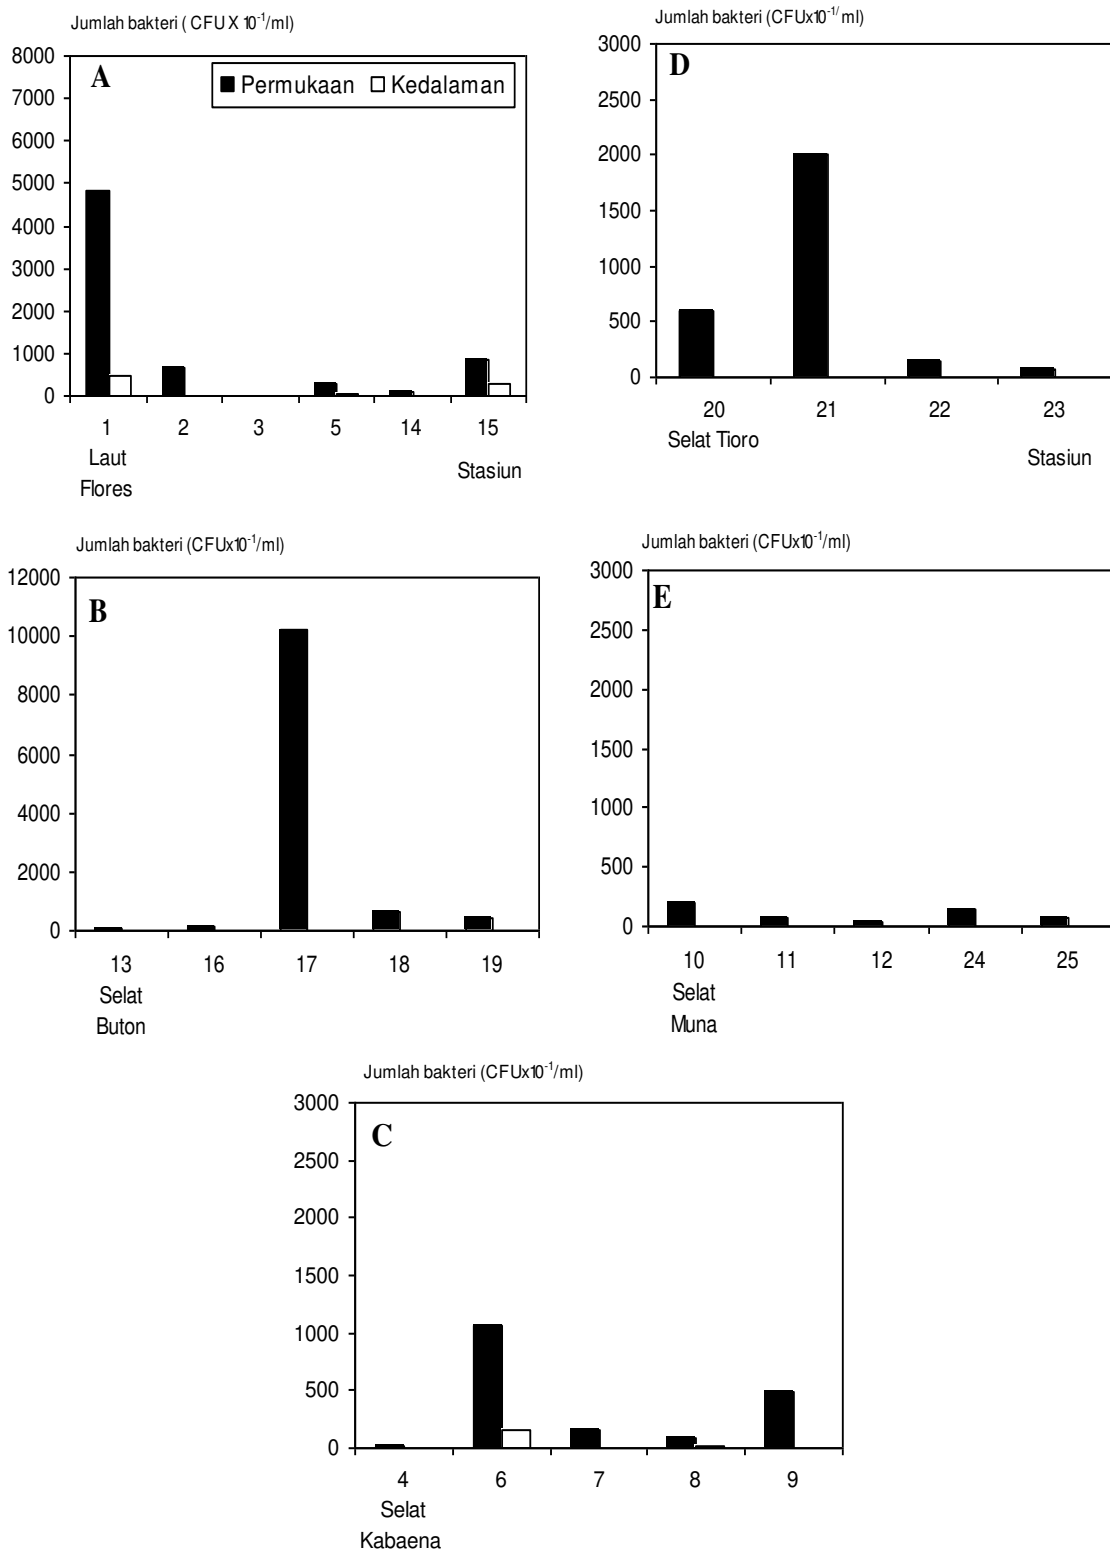 Jumlah bakteri ( CFU X 10⁻¹/ml)
8000
7000
6000
5000
4000
3000
2000
1000
0
A
Permukaan Kedalaman
1 2 3 5 14 15
Laut
Flores
Stasiun
Jumlah bakteri (CFUx10⁻¹/ml)
3000
2500
2000
1500
1000
500
0
D
20 21 22 23
Selat Tioro
Stasiun
Jumlah bakteri (CFUx10⁻¹/ml)
12000
10000
8000
6000
4000
2000
0
B
13 16 17 18 19
Selat
Buton
Jumlah bakteri (CFUx10⁻¹/ml)
3000
2500
2000
1500
1000
500
0
E
10 11 12 24 25
Selat
Muna
Jumlah bakteri (CFUx10⁻¹/ml)
3000
2500
2000
1500
1000
500
0
C
4 6 7 8 9
Selat
Kabaena